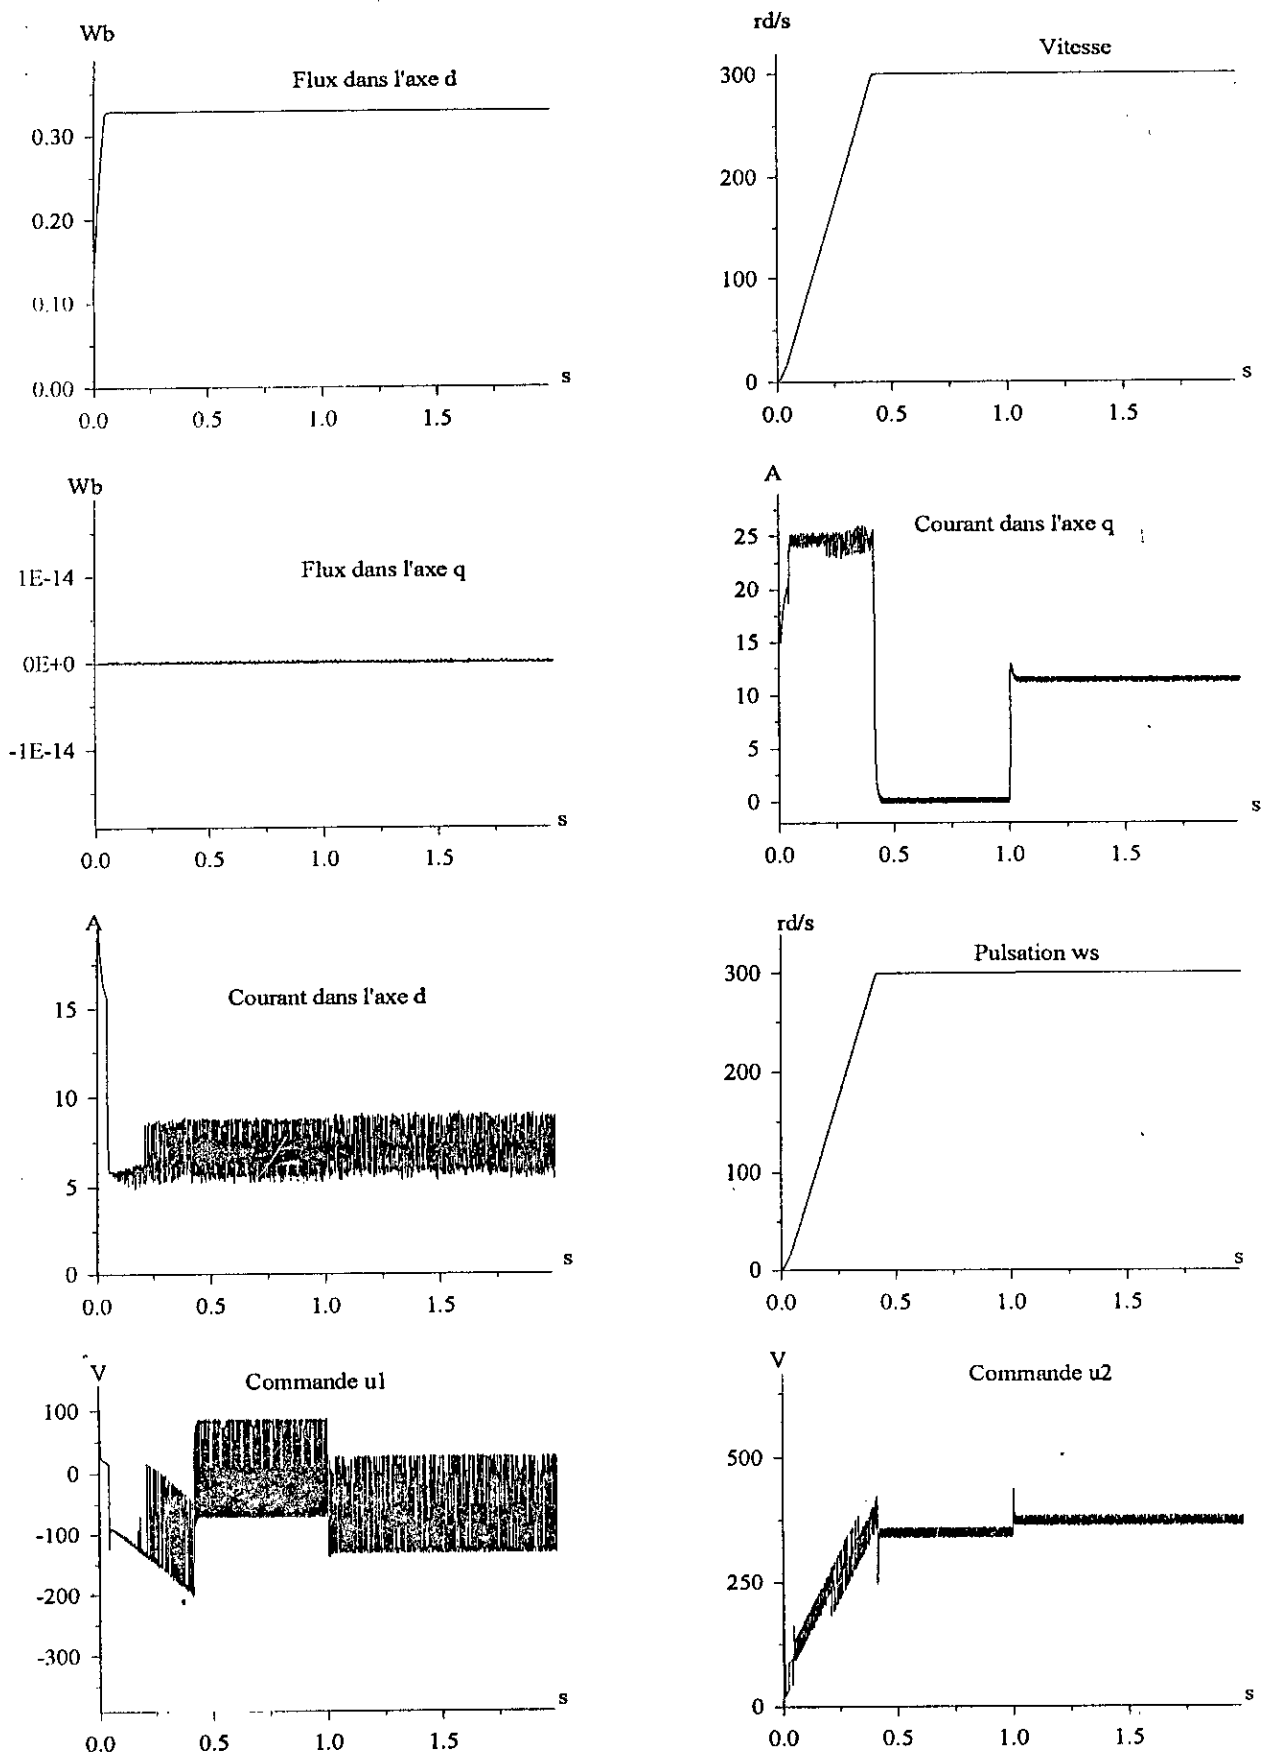 Wb
Flux dans l'axe d
0.30
0.20
0.10
0.00
s
0.0 0.5 1.0 1.5
rd/s
Vitesse
300
200
100
0
s
0.0 0.5 1.0 1.5
Wb
Flux dans l'axe q
1E-14
0E+0
-1E-14
s
0.0 0.5 1.0 1.5
A
Courant dans l'axe q
25
20
15
10
5
0
s
0.0 0.5 1.0 1.5
A
Courant dans l'axe d
15
10
5
0
s
0.0 0.5 1.0 1.5
rd/s
Pulsation ws
300
200
100
0
s
0.0 0.5 1.0 1.5
V
Commande u1
100
0
-100
-200
-300
s
0.0 0.5 1.0 1.5
V
Commande u2
500
250
0
s
0.0 0.5 1.0 1.5